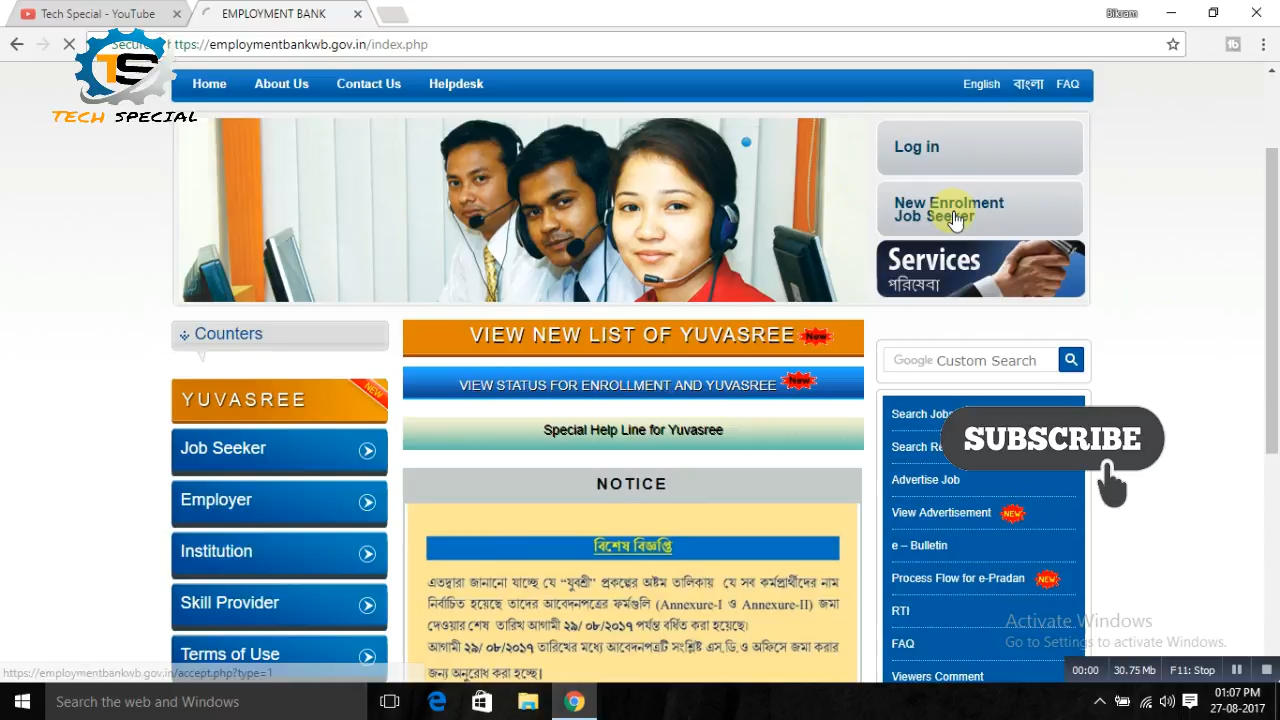 Tech Special - YouTube
EMPLOYMENT BANK
Bikram
https://employmentbankwb.gov.in/index.php
TS
TECH SPECIAL
Home About Us Contact Us Helpdesk
English বাংলা FAQ
Log in
New Enrolment
Job Seeker
Services
পরিষেবা
Counters
VIEW NEW LIST OF YUVASREE New
VIEW STATUS FOR ENROLLMENT AND YUVASREE New
Special Help Line for Yuvasree
Google Custom Search
YUVASREE NEW
Job Seeker
Employer
Institution
Skill Provider
Terms of Use
NOTICE
বিশেষ বিজ্ঞপ্তি
এতদ্বারা জানানো যাচ্ছে যে “যুবশ্রী” প্রকল্পের অষ্টম তালিকায় যে সব কর্মপ্রার্থীদের নাম
নির্বাচিত হয়েছে তাদের আবেদনপত্রের ফর্মগুলি (Annexure-I ও Annexure-II) জমা
দেওয়ার শেষ তারিখ আগামী ২৯/ ০৮/২০১৭ পর্যন্ত বর্ধিত করা হয়েছে।
আগামী ২৯/ ০৮/২০১৭ তারিখের মধ্যে আবেদনপত্রটি সংশ্লিষ্ট এস.ডি.ও অফিসে জমা করার
জন্য অনুরোধ করা হচ্ছে।
Search Jobs
SUBSCRIBE
Advertise Job
View Advertisement NEW
e – Bulletin
Process Flow for e-Pradan NEW
RTI
FAQ
Viewers Comment
Activate Windows
Go to Settings to activate Windows.
https://employmentbankwb.gov.in/accept.php?type=1
00:00 30.75 Mb F11: Stop
Search the web and Windows
01:07 PM
27-08-2017